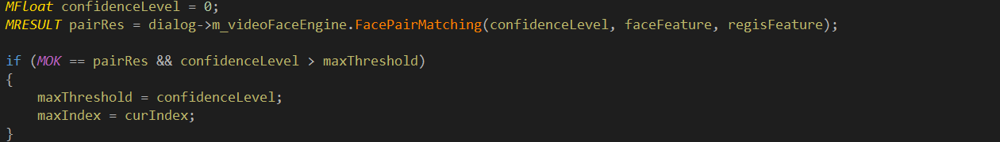 MFloat confidenceLevel = 0;
MRESULT pairRes = dialog->m_videoFaceEngine.FacePairMatching(confidenceLevel, faceFeature, regisFeature);
if (MOK == pairRes && confidenceLevel > maxThreshold)
{
    maxThreshold = confidenceLevel;
    maxIndex = curIndex;
}